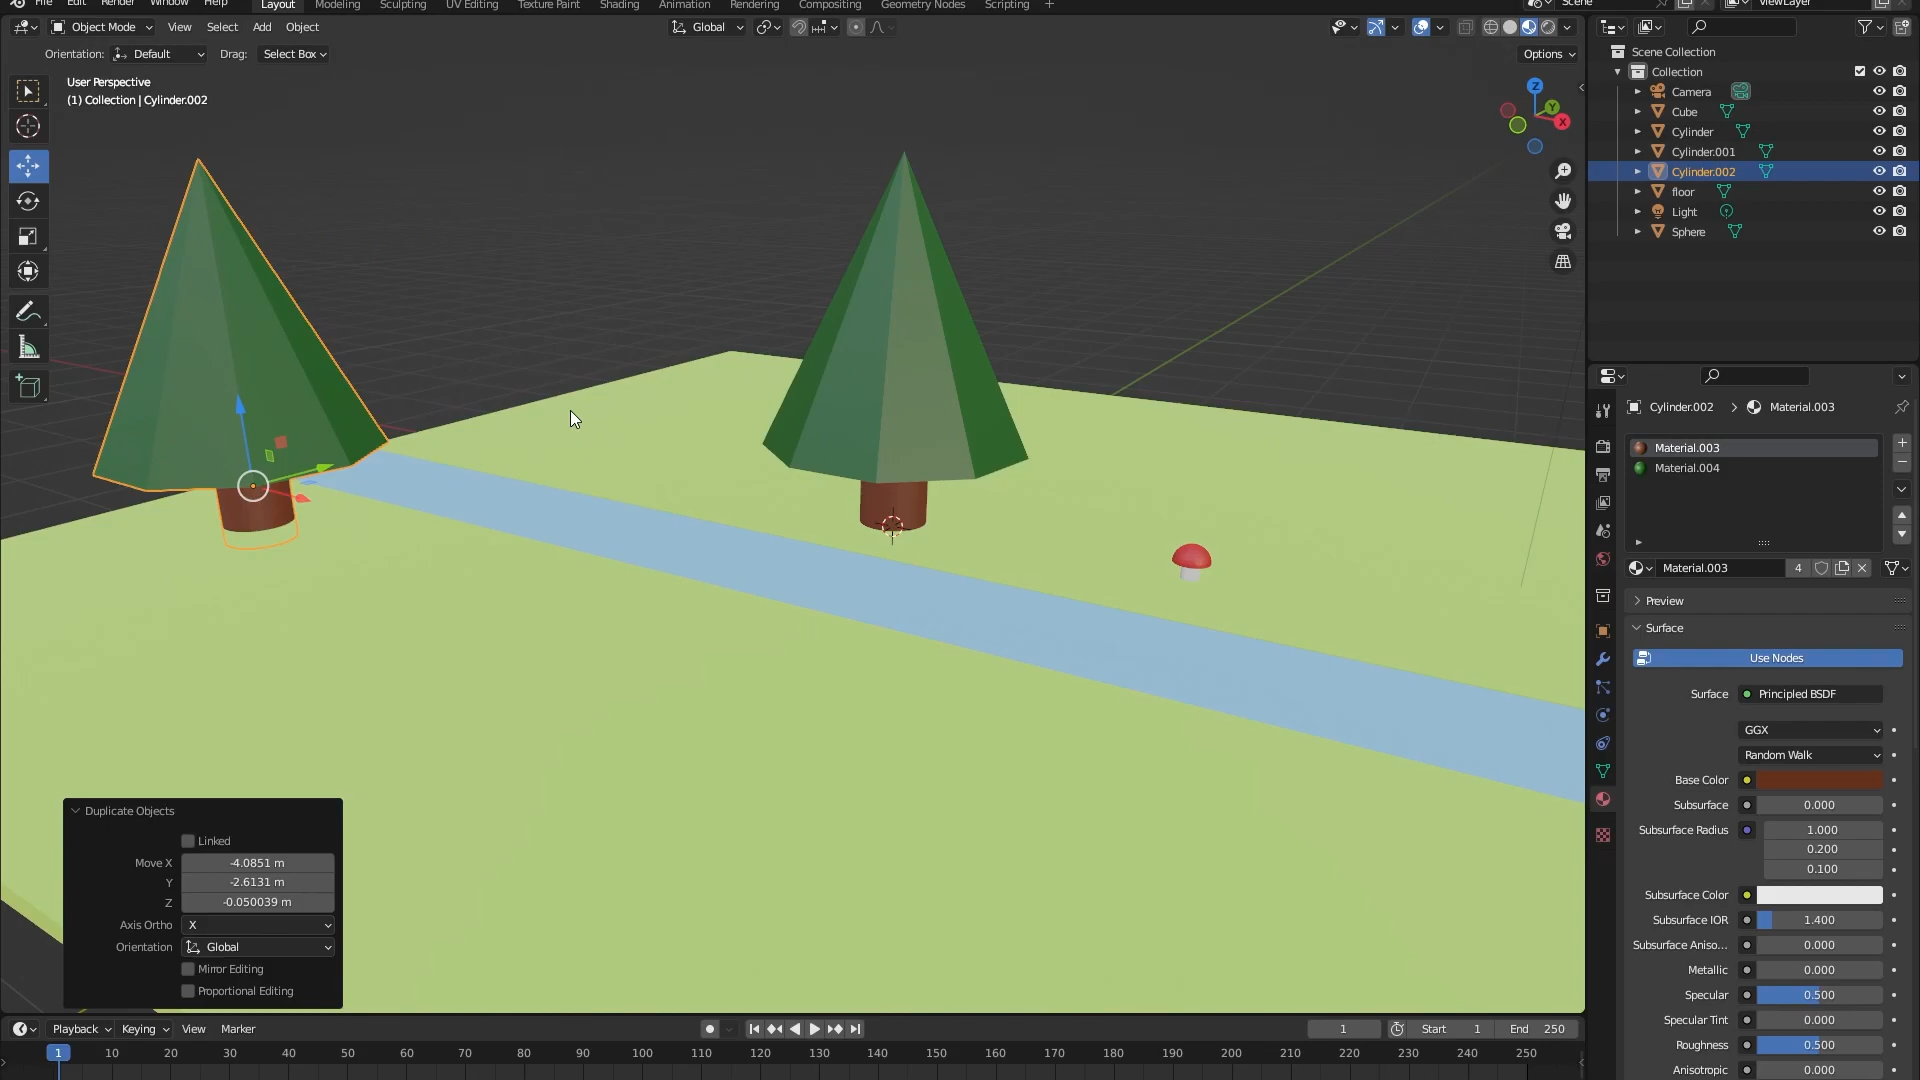 File Edit Render Window Help Layout Modeling Sculpting UV Editing Texture Paint Shading Animation Rendering Compositing Geometry Nodes Scripting + Scene ViewLayer
Object Mode View Select Add Object Global
Orientation: Default Drag: Select Box Options
User Perspective
(1) Collection | Cylinder.002
Z
Y
X
Scene Collection
Collection
Camera
Cube
Cylinder
Cylinder.001
Cylinder.002
floor
Light
Sphere
Cylinder.002 > Material.003
Material.003
Material.004
Material.003 4
Preview
Surface
Use Nodes
Surface Principled BSDF
GGX
Random Walk
Base Color
Subsurface 0.000
Subsurface Radius 1.000
0.200
0.100
Subsurface Color
Subsurface IOR 1.400
Subsurface Aniso... 0.000
Metallic 0.000
Specular 0.500
Specular Tint 0.000
Roughness 0.500
Anisotropic 0.000
Duplicate Objects
Linked
Move X -4.0851 m
Y -2.6131 m
Z -0.050039 m
Axis Ortho X
Orientation Global
Mirror Editing
Proportional Editing
Playback Keying View Marker 1 Start 1 End 250
1 10 20 30 40 50 60 70 80 90 100 110 120 130 140 150 160 170 180 190 200 210 220 230 240 250